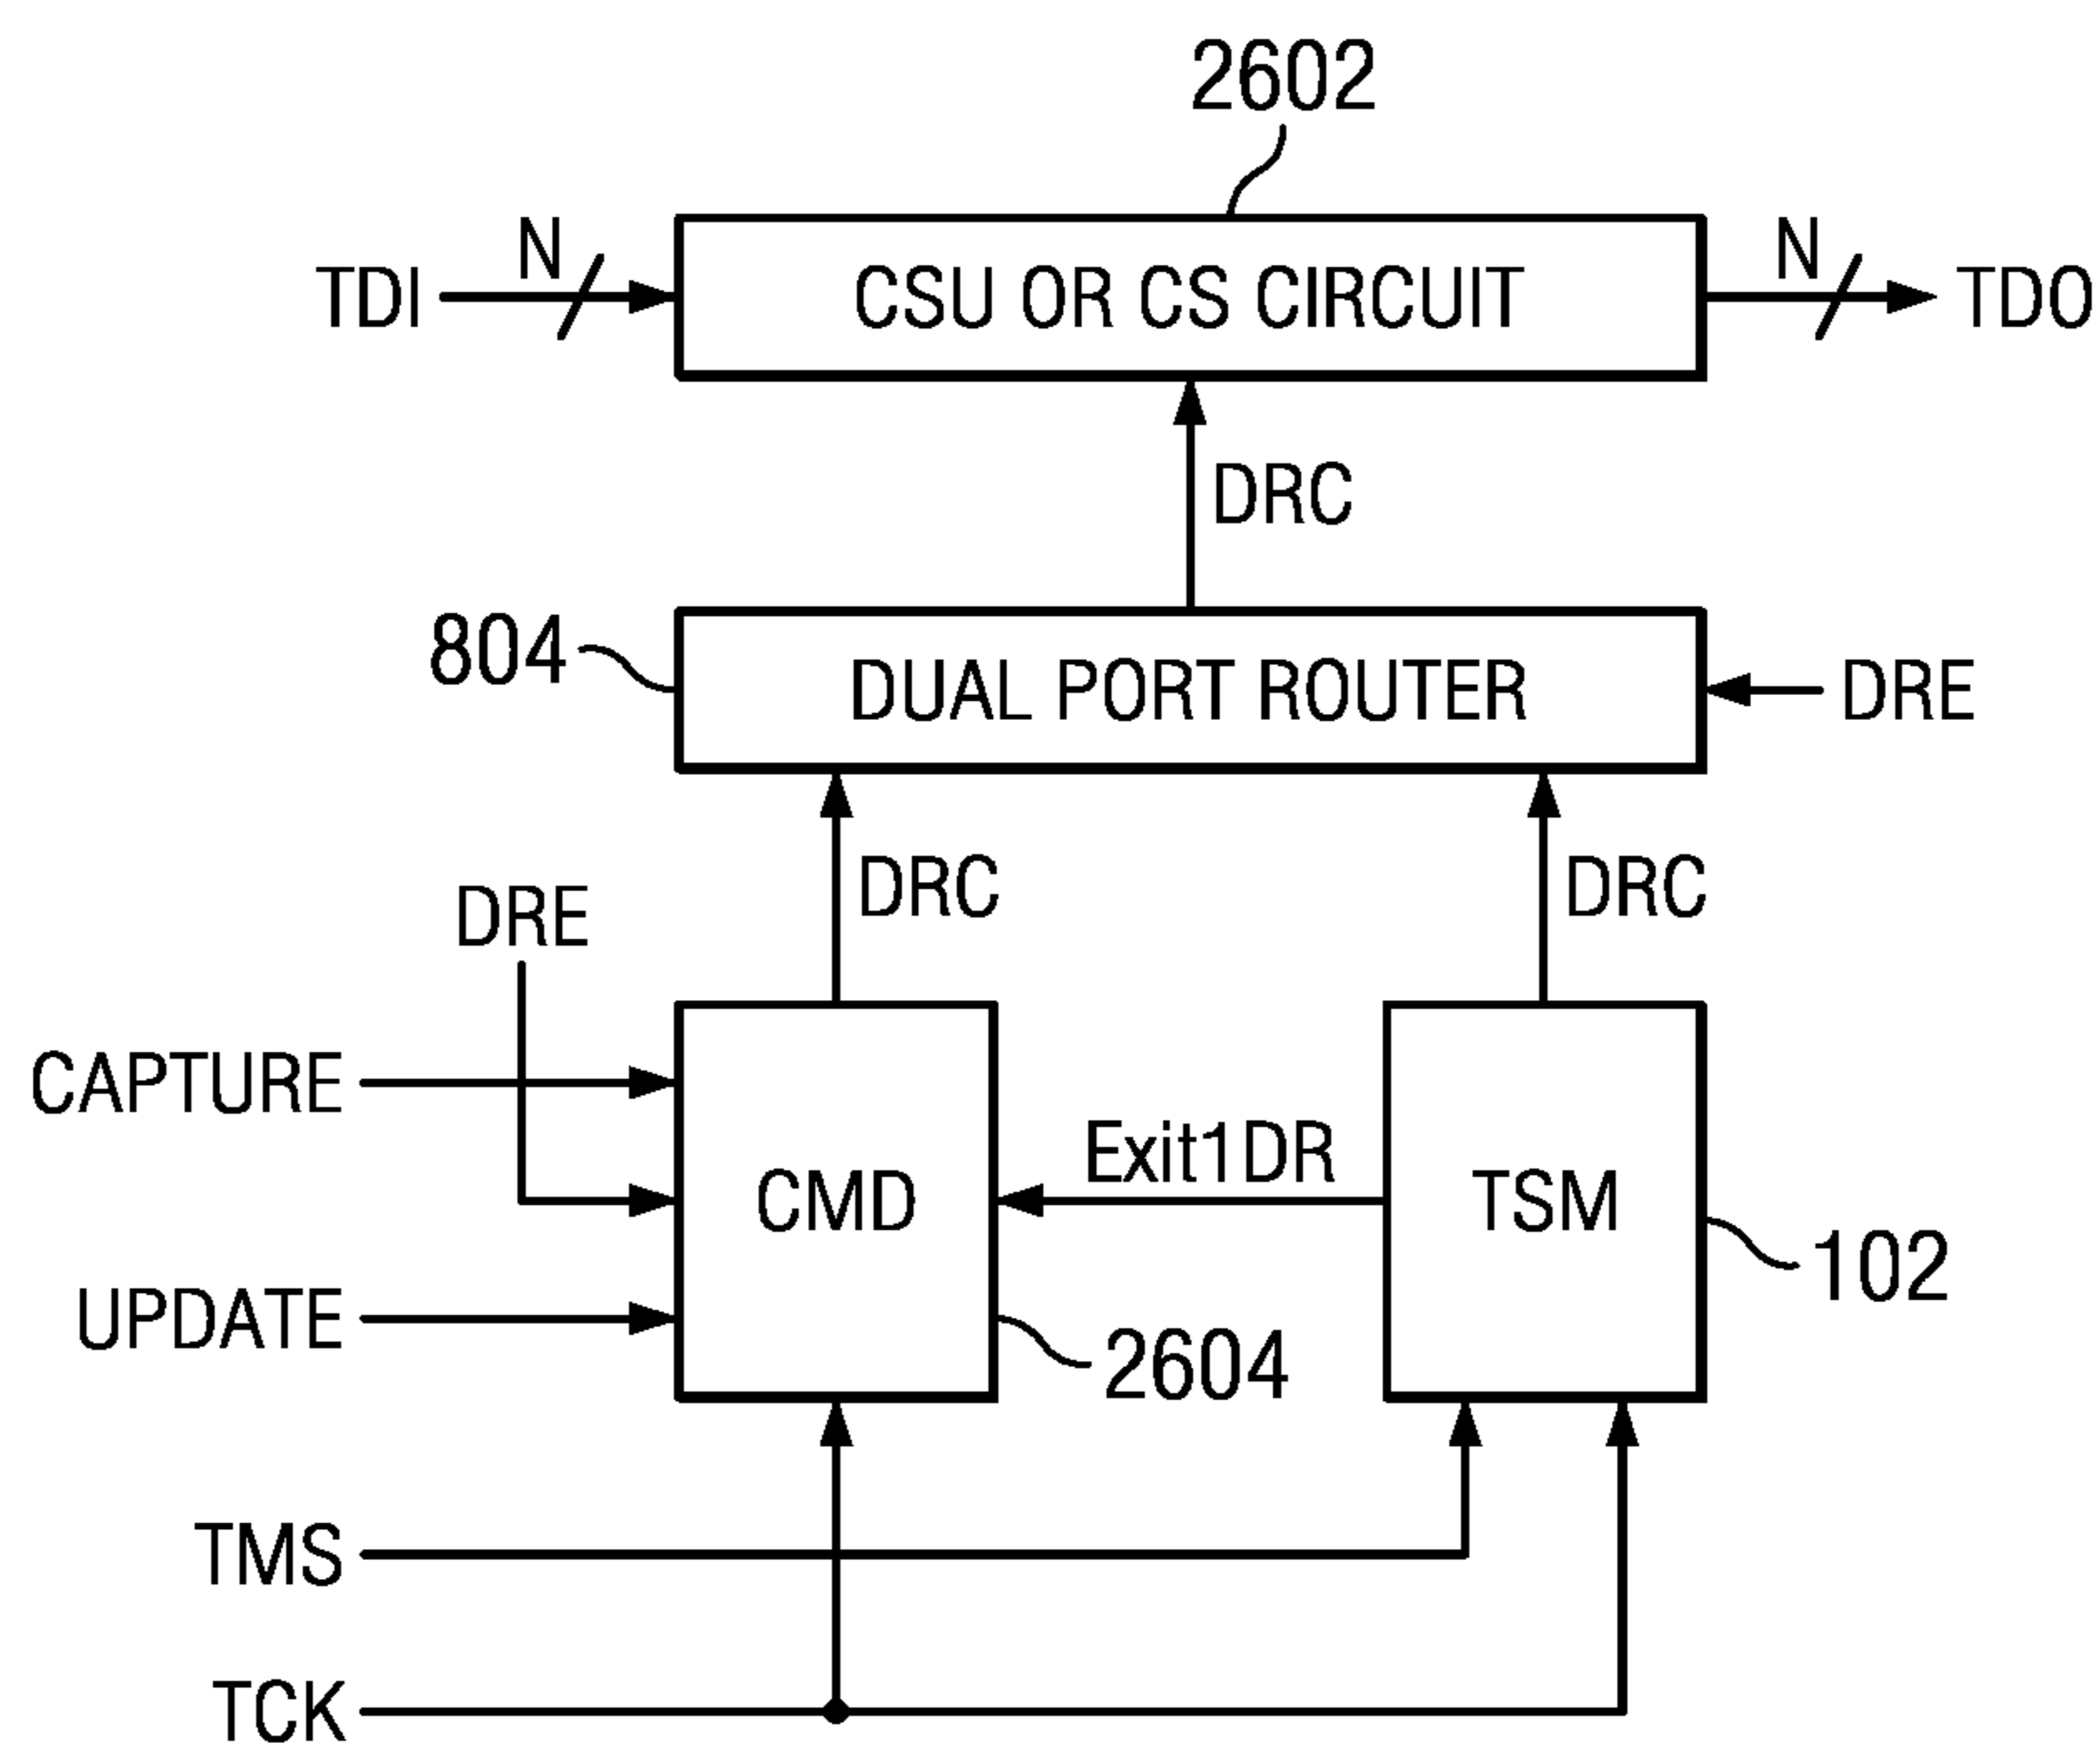 2602
N
N
TDI
CSU OR CS CIRCUIT
TDO
DRC
804
DUAL PORT ROUTER
DRE
DRC
DRC
DRE
CAPTURE
Exit1DR
CMD
TSM
102
UPDATE
2604
TMS
TCK